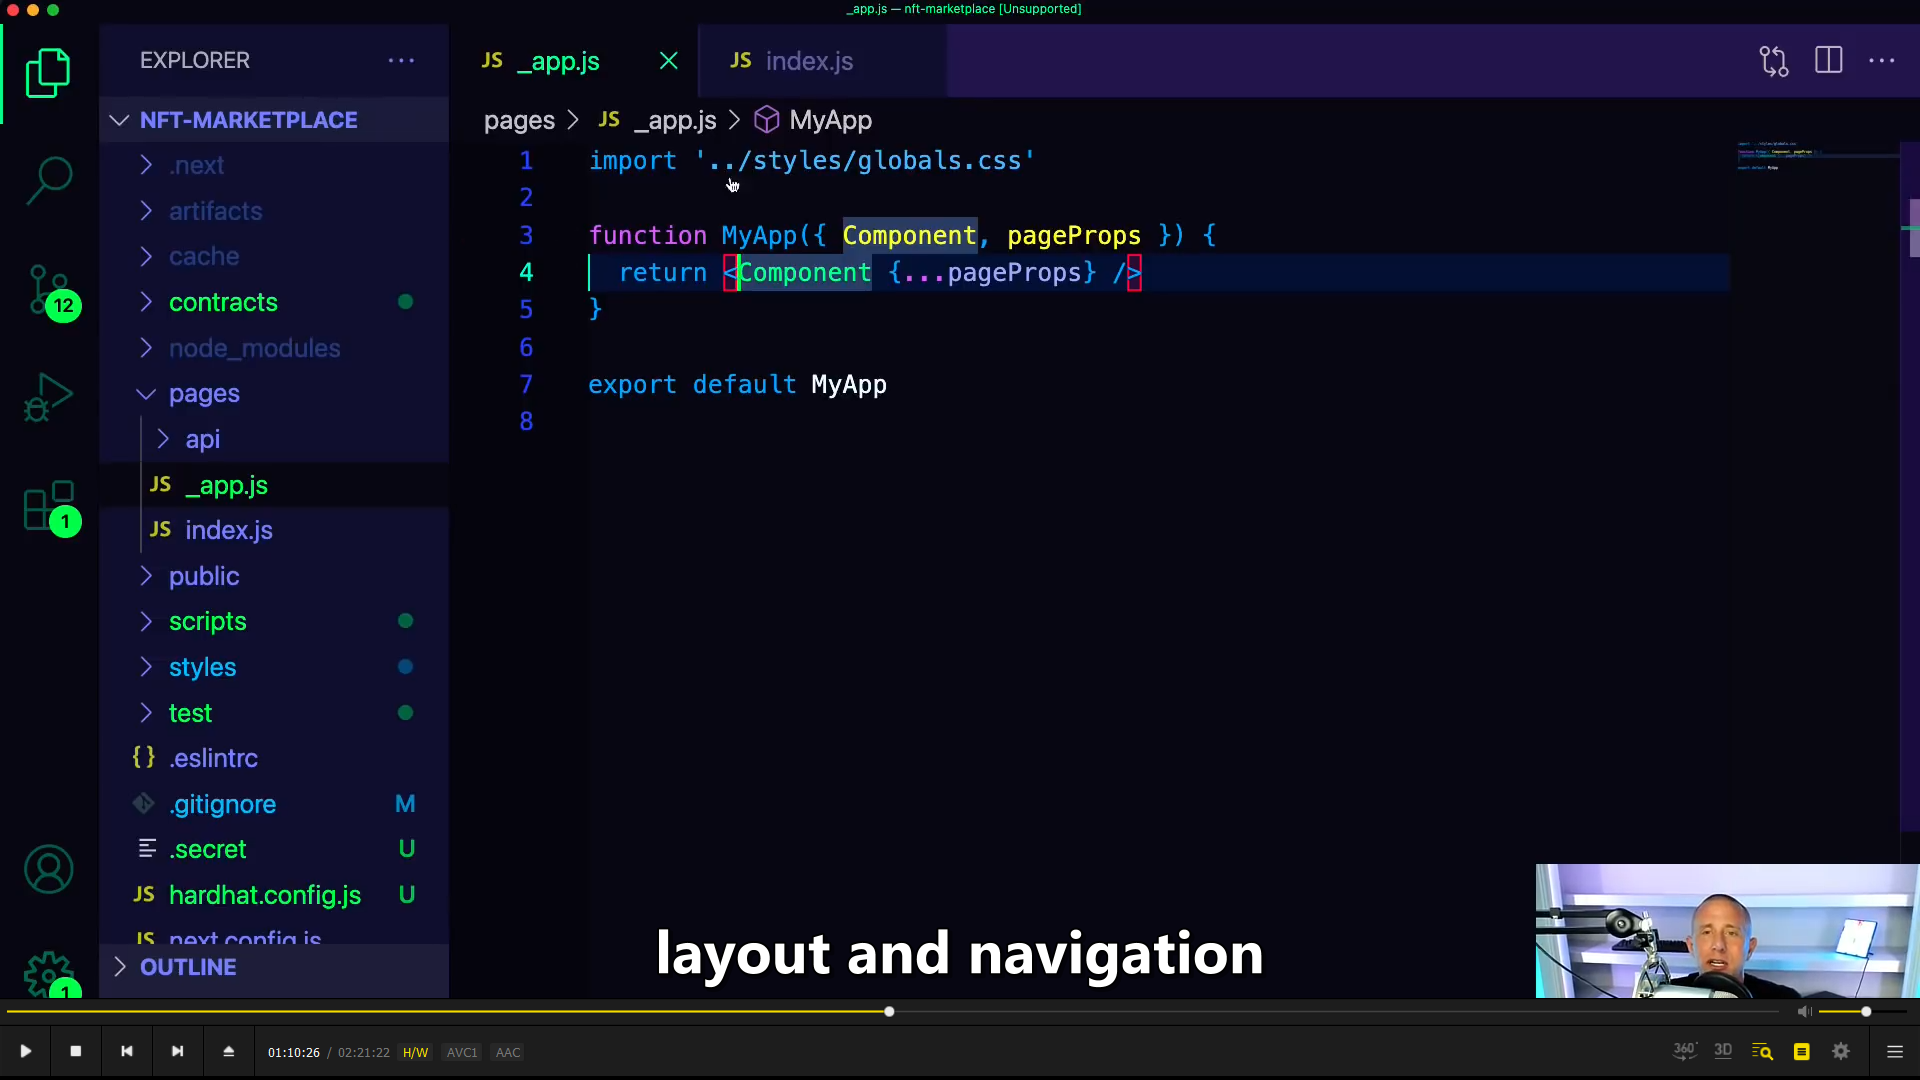 _app.js — nft-marketplace [Unsupported]
EXPLORER
JS _app.js
JS index.js
NFT-MARKETPLACE
pages > JS _app.js > MyApp
.next
artifacts
cache
contracts
node_modules
pages
api
JS _app.js
JS index.js
public
scripts
styles
test
{} .eslintrc
.gitignore M
.secret U
JS hardhat.config.js U
JS next.config.js
OUTLINE
12
1
1
1 import '../styles/globals.css'
2
3 function MyApp({ Component, pageProps }) {
4 return <Component {...pageProps} />
5 }
6
7 export default MyApp
8
layout and navigation
01:10:26 / 02:21:22 H/W AVC1 AAC
360° 3D